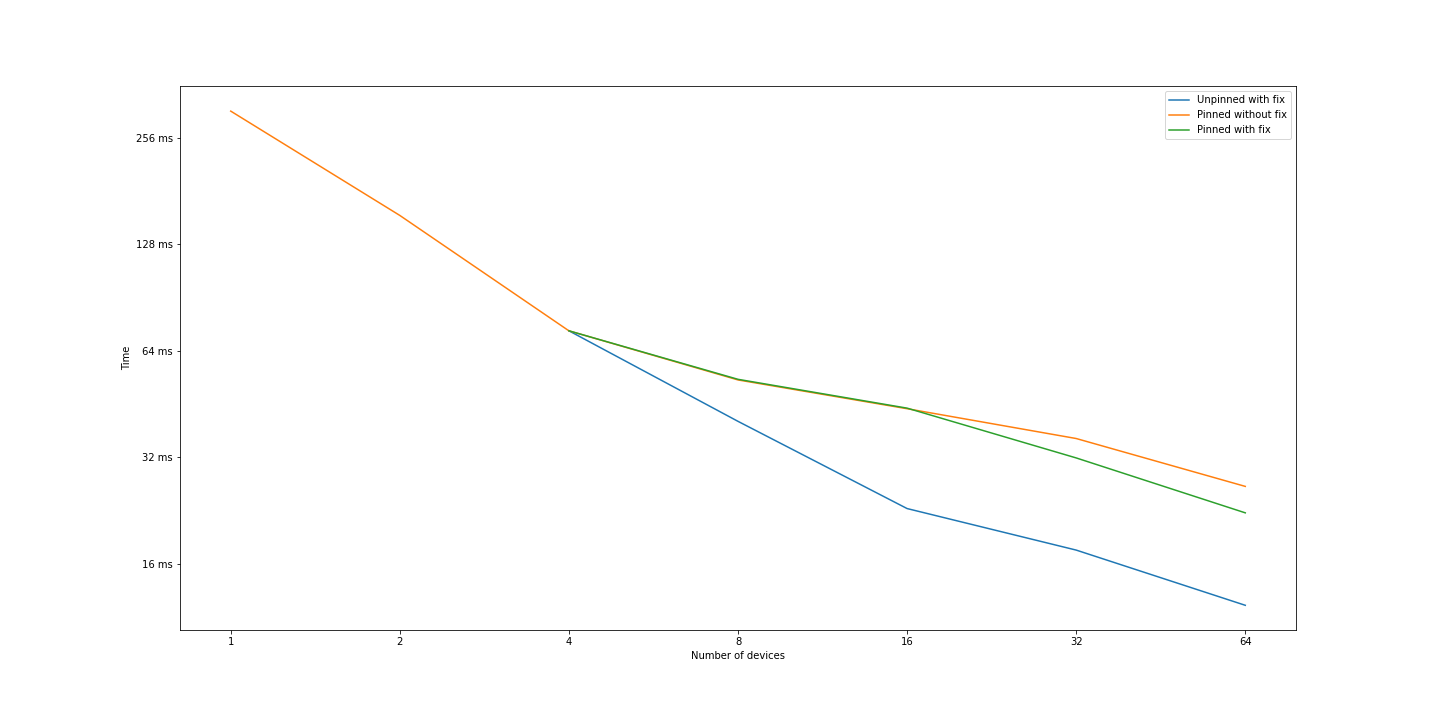 Unpinned with fix
Pinned without fix
Pinned with fix
256 ms
128 ms
64 ms
32 ms
16 ms
Time
1 2 4 8 16 32 64
Number of devices